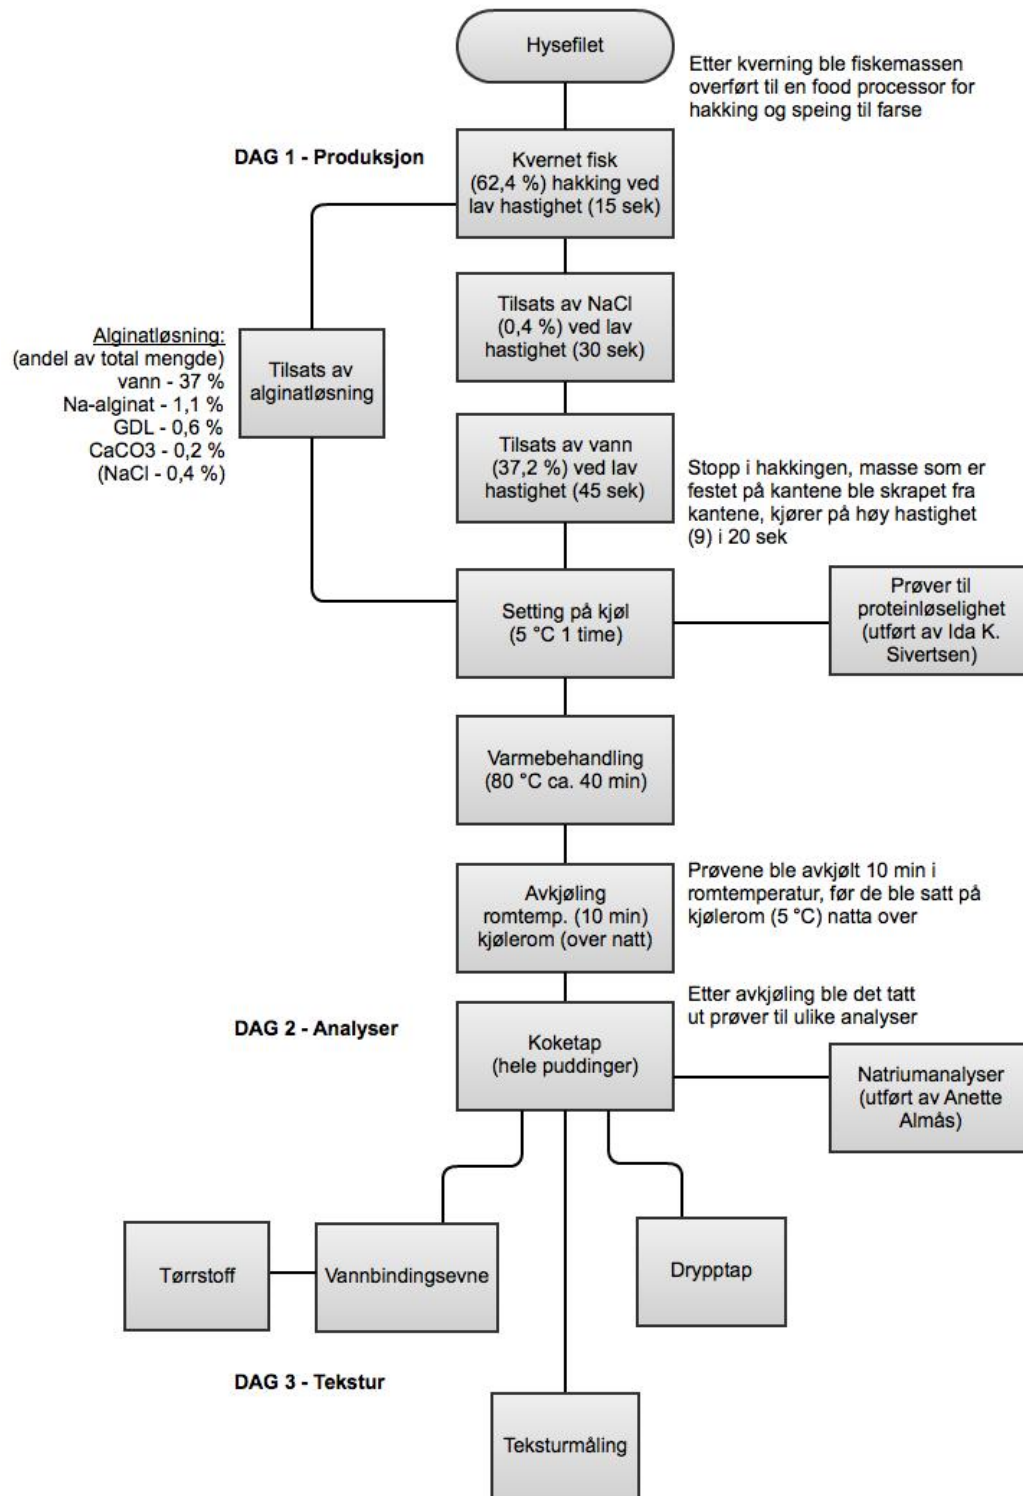 Hysefilet
Etter kverning ble fiskemassen
overført til en food processor for
hakking og speing til farse
DAG 1 - Produksjon
Kvernet fisk
(62,4 %) hakking ved
lav hastighet (15 sek)
Tilsats av NaCl
(0,4 %) ved lav
hastighet (30 sek)
Alginatløsning:
(andel av total mengde)
vann - 37 %
Na-alginat - 1,1 %
GDL - 0,6 %
CaCO3 - 0,2 %
(NaCl - 0,4 %)
Tilsats av
alginatløsning
Tilsats av vann
(37,2 %) ved lav
hastighet (45 sek)
Stopp i hakkingen, masse som er
festet på kantene ble skrapet fra
kantene, kjører på høy hastighet
(9) i 20 sek
Setting på kjøl
(5 °C 1 time)
Prøver til
proteinløselighet
(utført av Ida K.
Sivertsen)
Varmebehandling
(80 °C ca. 40 min)
Avkjøling
romtemp. (10 min)
kjølerom (over natt)
Prøvene ble avkjølt 10 min i
romtemperatur, før de ble satt på
kjølerom (5 °C) natta over
Etter avkjøling ble det tatt
ut prøver til ulike analyser
DAG 2 - Analyser
Koketap
(hele puddinger)
Natriumanalyser
(utført av Anette
Almås)
Tørrstoff
Vannbindingsevne
Drypptap
DAG 3 - Tekstur
Teksturmåling